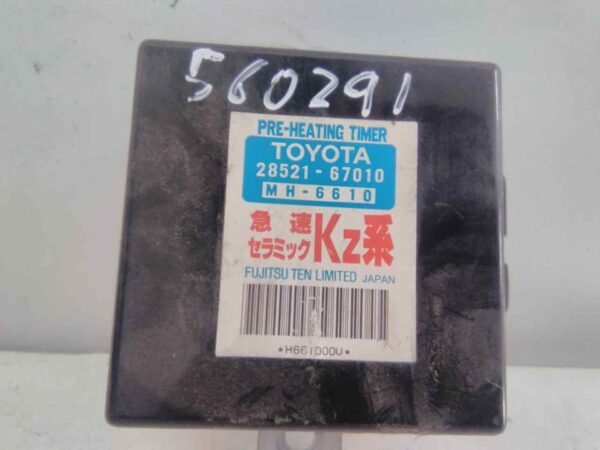 560291
PRE-HEATING TIMER
TOYOTA
28521-67010
MH-6610
急速
セラミック Kz系
FUJITSU TEN LIMITED JAPAN
*H661000U*